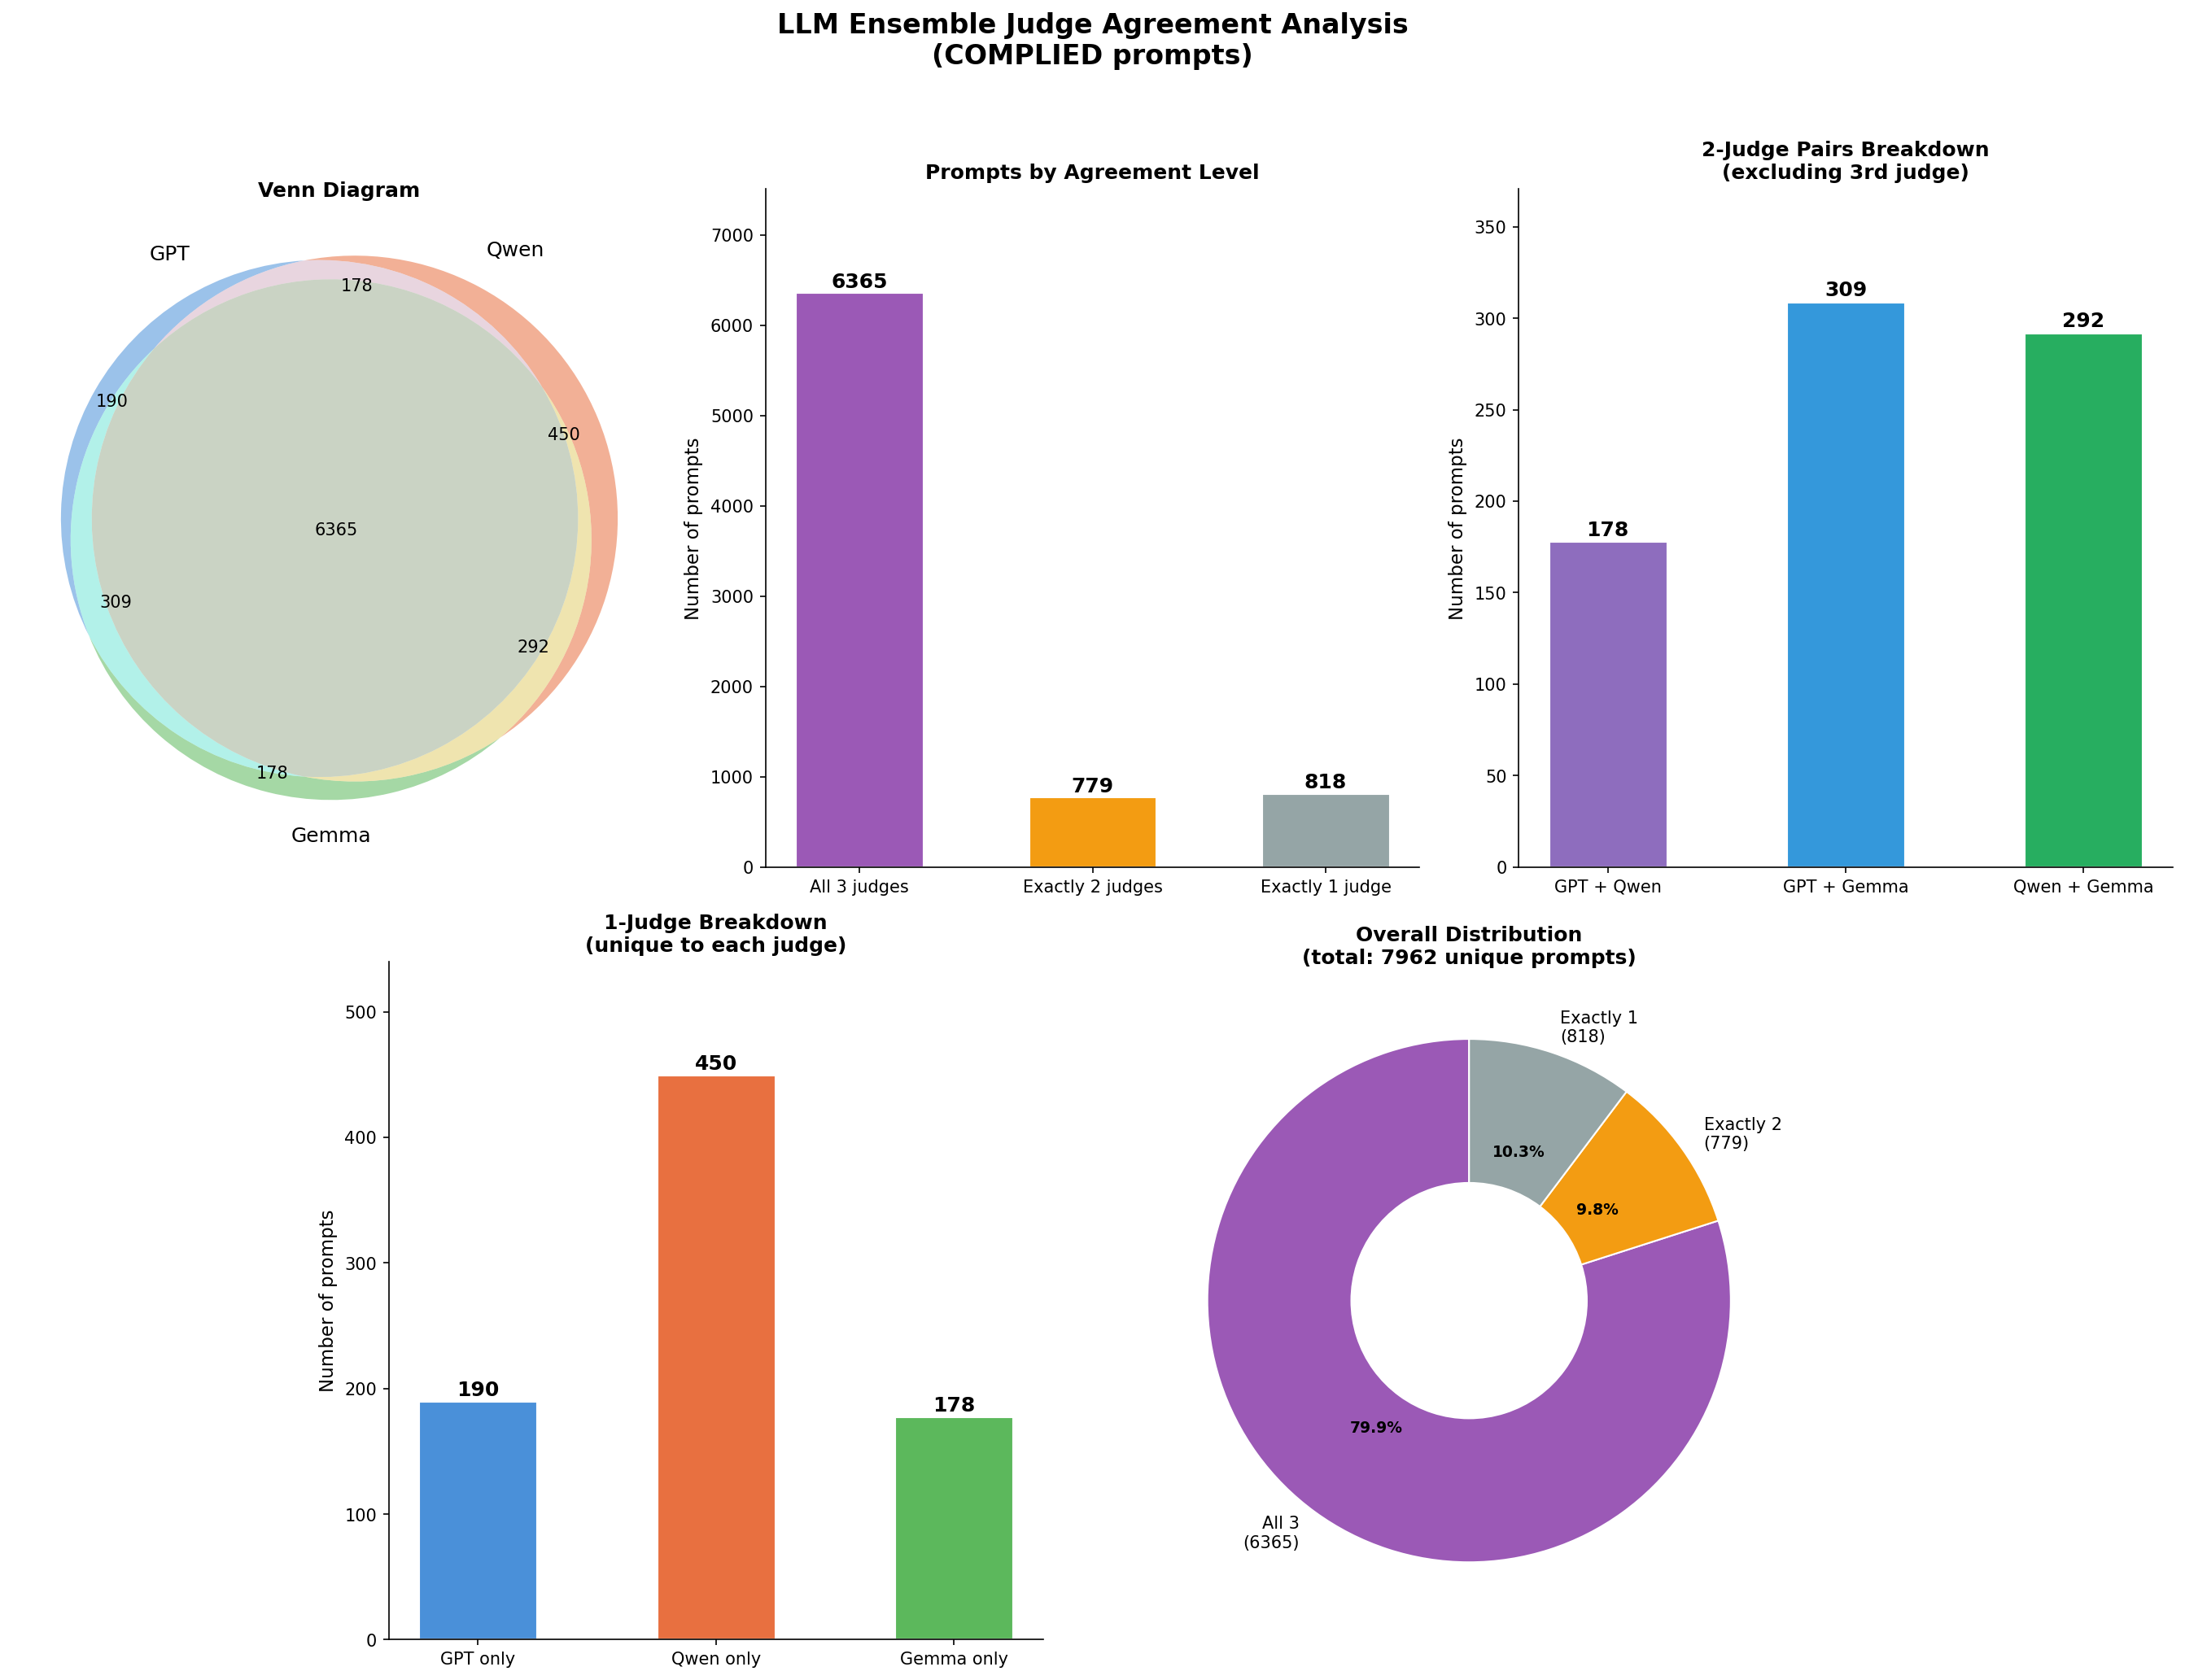 LLM Ensemble Judge Agreement Analysis
(COMPLIED prompts)
Venn Diagram
GPT
Qwen
178
190
450
6365
309
292
178
Gemma
Prompts by Agreement Level
Number of prompts
7000
6000
5000
4000
3000
2000
1000
0
6365
779
818
All 3 judges
Exactly 2 judges
Exactly 1 judge
2-Judge Pairs Breakdown
(excluding 3rd judge)
Number of prompts
350
300
250
200
150
100
50
0
178
309
292
GPT + Qwen
GPT + Gemma
Qwen + Gemma
1-Judge Breakdown
(unique to each judge)
Number of prompts
500
400
300
200
100
0
190
450
178
GPT only
Qwen only
Gemma only
Overall Distribution
(total: 7962 unique prompts)
Exactly 1
(818)
Exactly 2
(779)
10.3%
9.8%
79.9%
All 3
(6365)